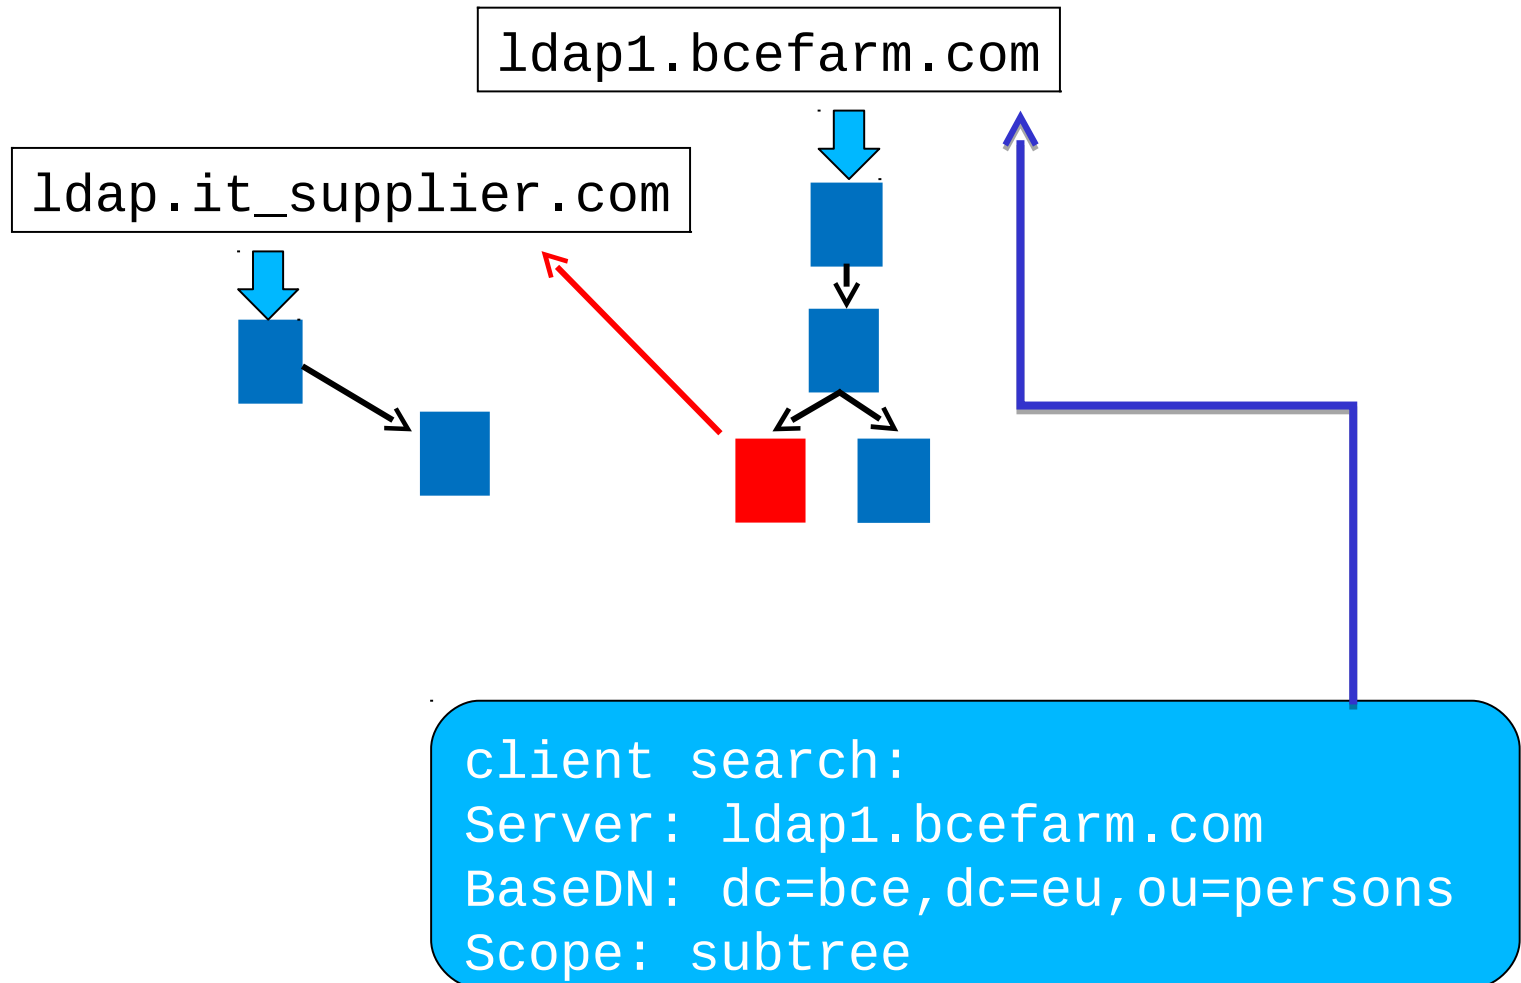 ldap1.bcefarm.com
ldap.it_supplier.com
client search:
Server: ldap1.bcefarm.com
BaseDN: dc=bce,dc=eu,ou=persons
Scope: subtree